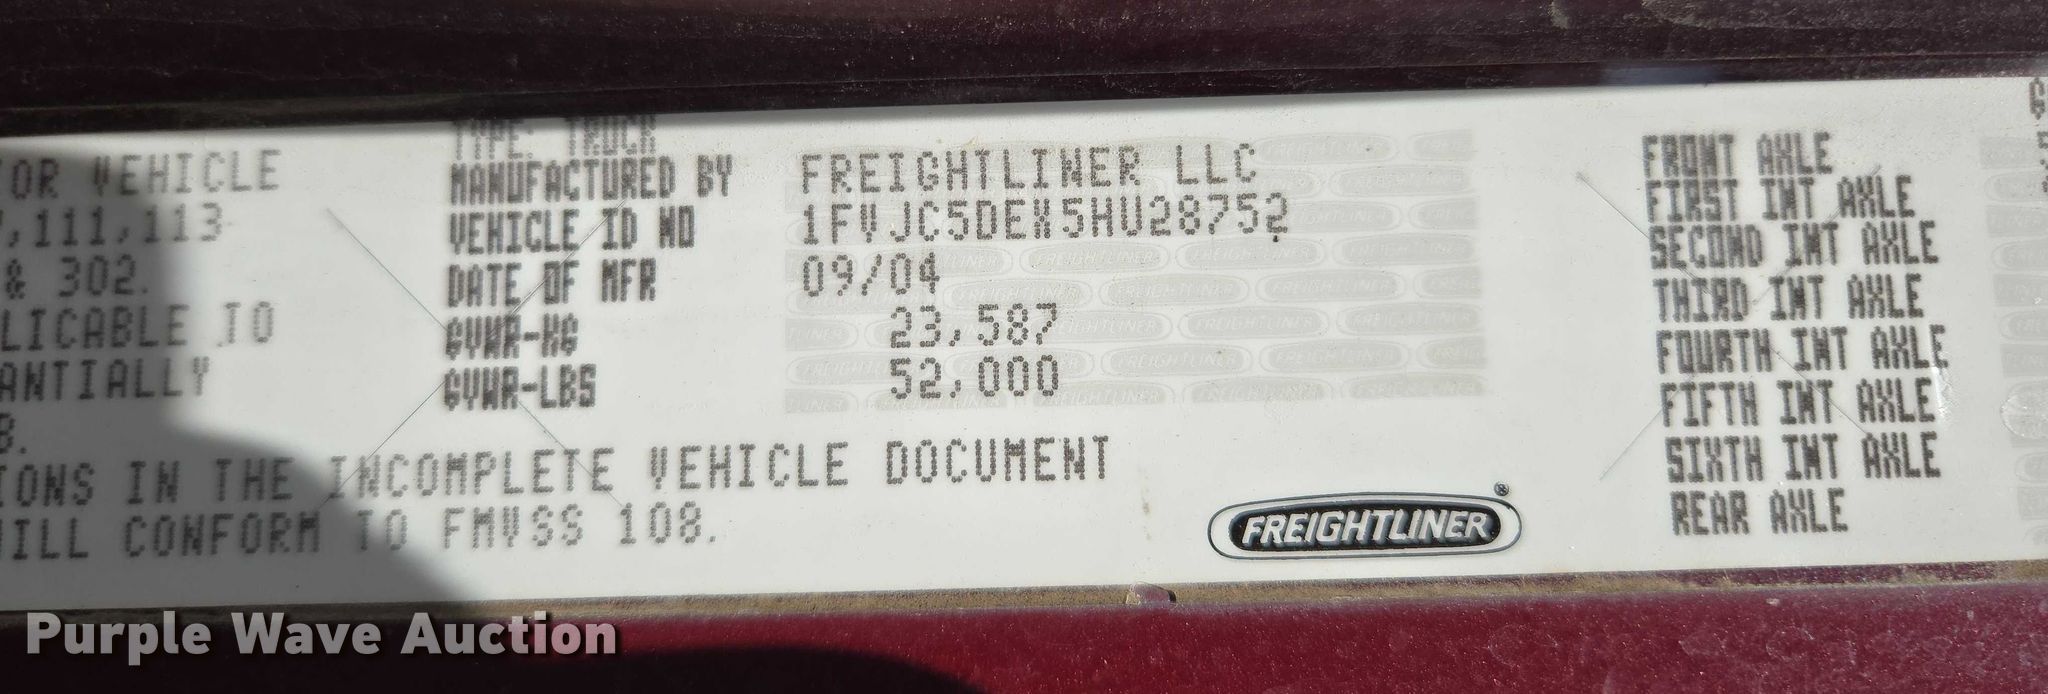 TYPE: TRUCK
OR VEHICLE
,111,113
& 302.
LICABLE TO
ANTIALLY
B.
IONS IN THE INCOMPLETE VEHICLE DOCUMENT
WILL CONFORM TO FMVSS 108.
MANUFACTURED BY FREIGHTLINER LLC
VEHICLE ID NO 1FVJC5DEX5HU28752
DATE OF MFR 09/04
GVWR-KG 23,587
GVWR-LBS 52,000
FREIGHTLINER®
FRONT AXLE
FIRST INT AXLE
SECOND INT AXLE
THIRD INT AXLE
FOURTH INT AXLE
FIFTH INT AXLE
SIXTH INT AXLE
REAR AXLE
Purple Wave Auction